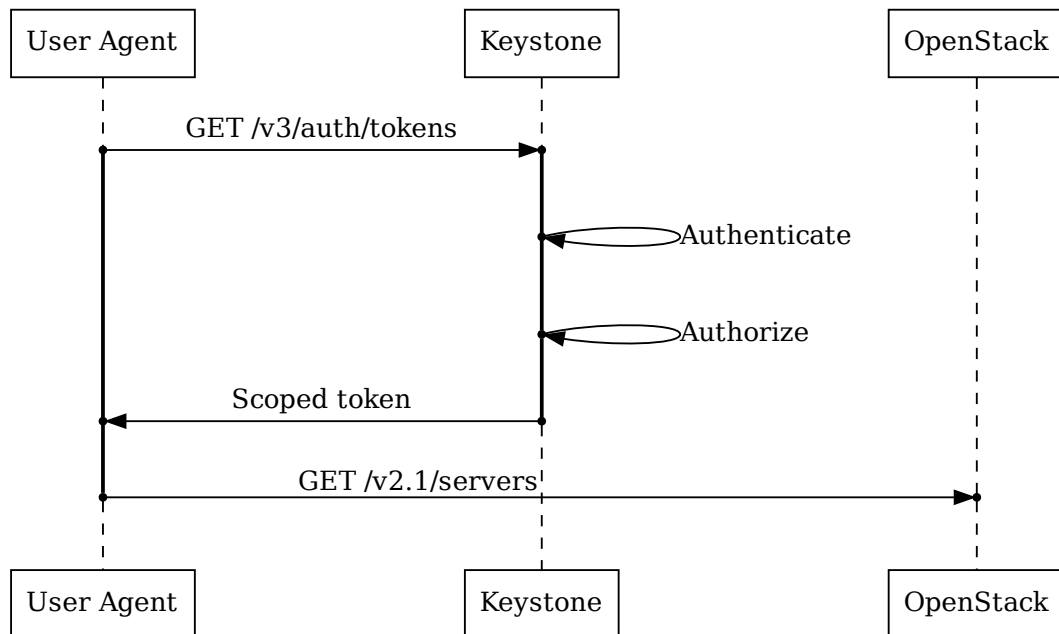 User Agent
Keystone
OpenStack
GET /v3/auth/tokens
Authenticate
Authorize
Scoped token
GET /v2.1/servers
User Agent
Keystone
OpenStack